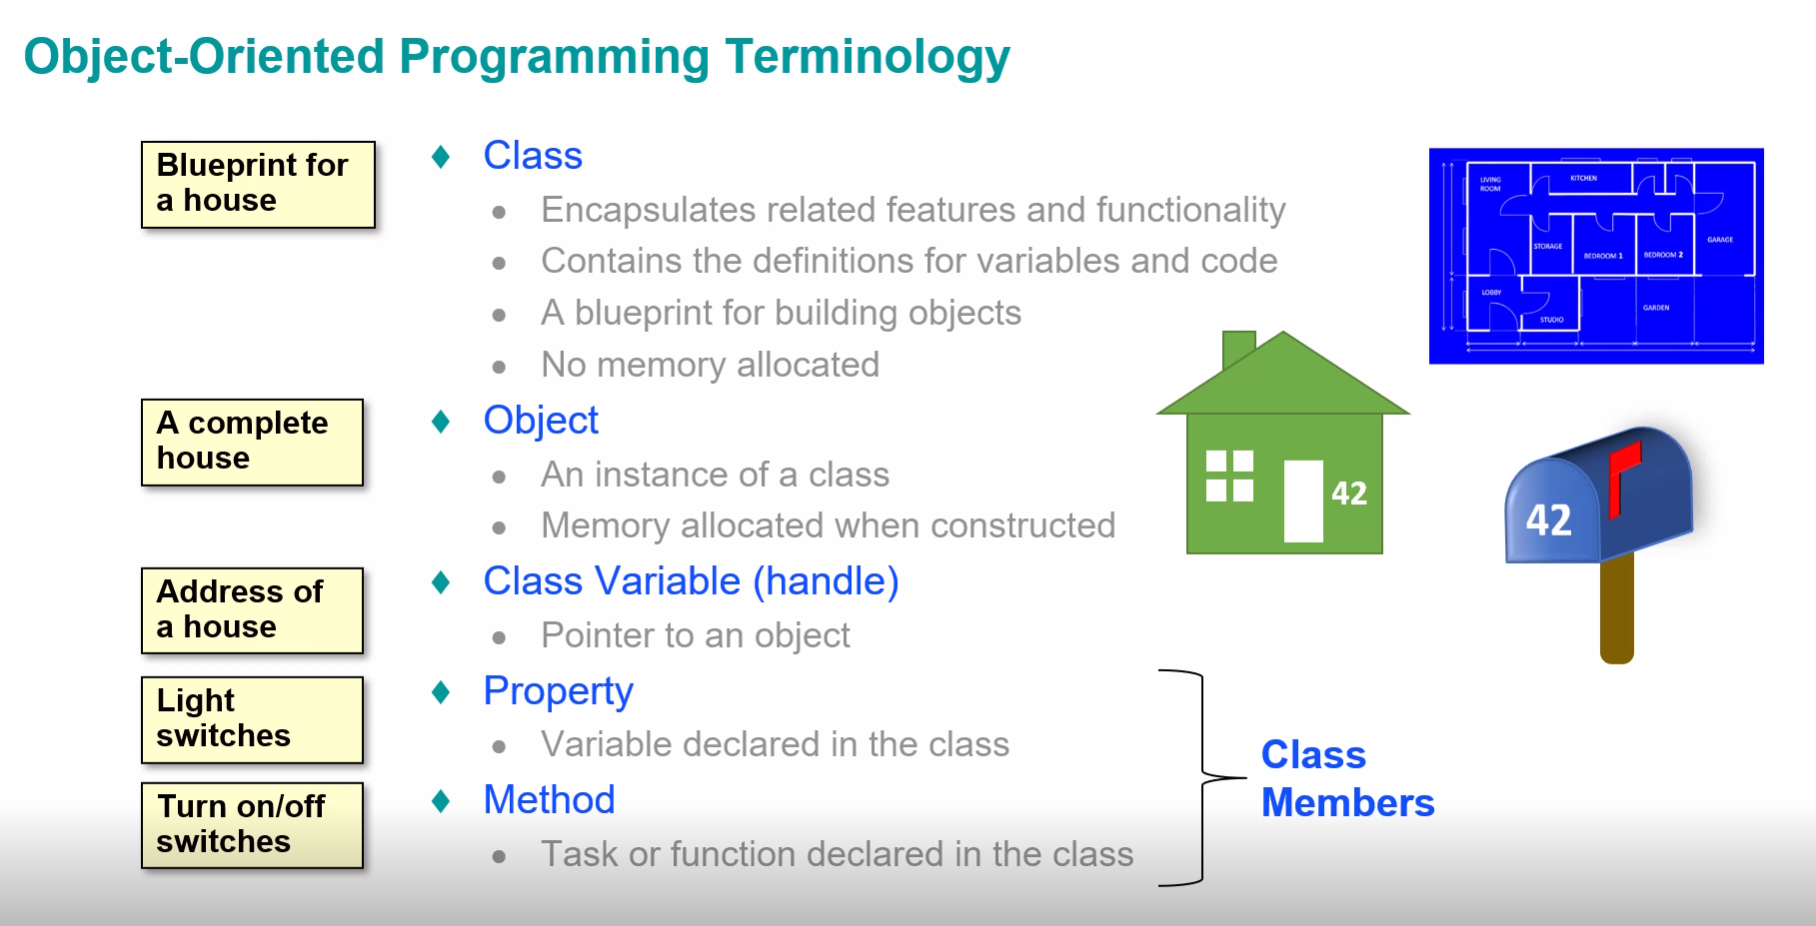 Object-Oriented Programming Terminology
Blueprint for
a house
Class
Encapsulates related features and functionality
Contains the definitions for variables and code
A blueprint for building objects
No memory allocated
A complete
house
Object
An instance of a class
Memory allocated when constructed
Address of
a house
Class Variable (handle)
Pointer to an object
Light
switches
Property
Variable declared in the class
Turn on/off
switches
Method
Task or function declared in the class
Class
Members
LIVING
ROOM
KITCHEN
STORAGE
BEDROOM 1
BEDROOM 2
GARAGE
LOBBY
STUDIO
GARDEN
42
42